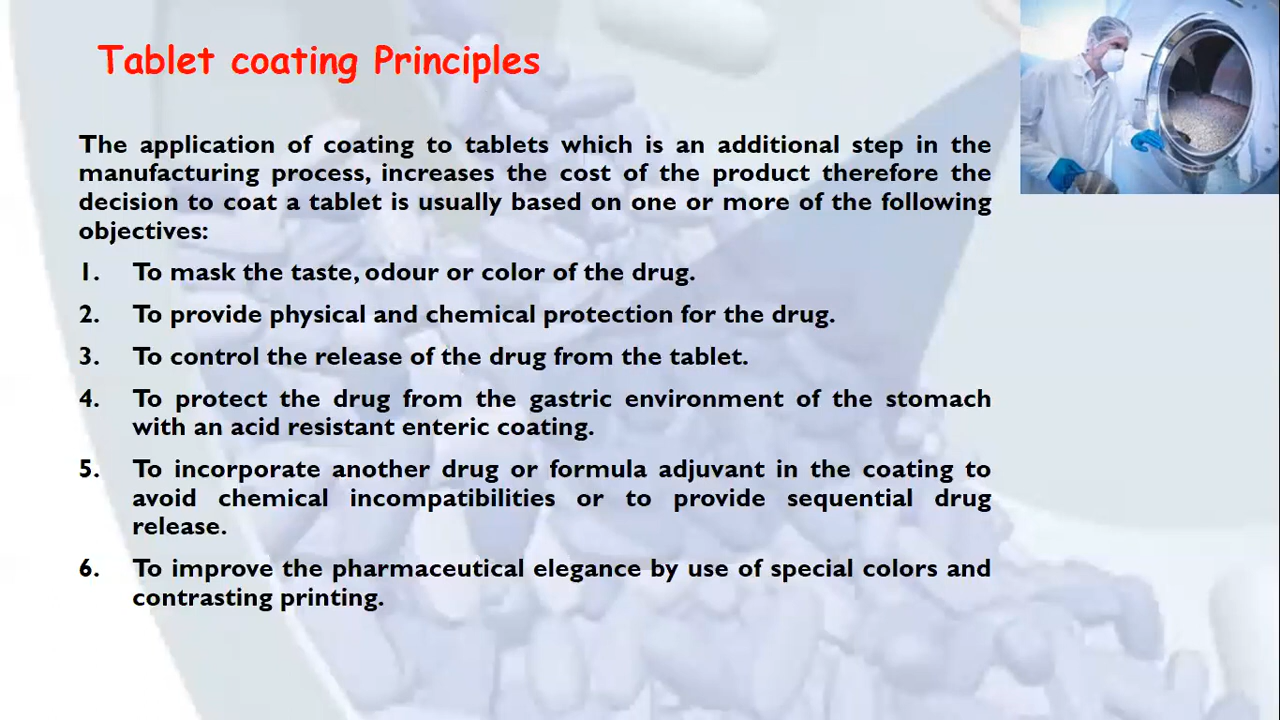 Tablet coating Principles
The application of coating to tablets which is an additional step in the
manufacturing process, increases the cost of the product therefore the
decision to coat a tablet is usually based on one or more of the following
objectives:
1. To mask the taste, odour or color of the drug.
2. To provide physical and chemical protection for the drug.
3. To control the release of the drug from the tablet.
4. To protect the drug from the gastric environment of the stomach
with an acid resistant enteric coating.
5. To incorporate another drug or formula adjuvant in the coating to
avoid chemical incompatibilities or to provide sequential drug
release.
6. To improve the pharmaceutical elegance by use of special colors and
contrasting printing.